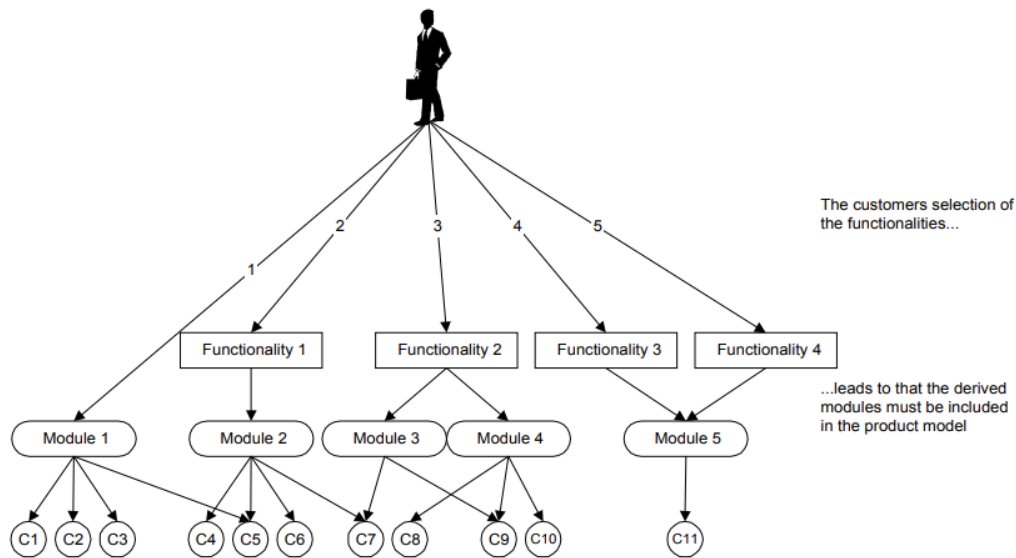 2
3
4
5
1
The customers selection of
the functionalities...
Functionality 1
Functionality 2
Functionality 3
Functionality 4
...leads to that the derived
modules must be included
in the product model
Module 1
Module 2
Module 3
Module 4
Module 5
C1
C2
C3
C4
C5
C6
C7
C8
C9
C10
C11